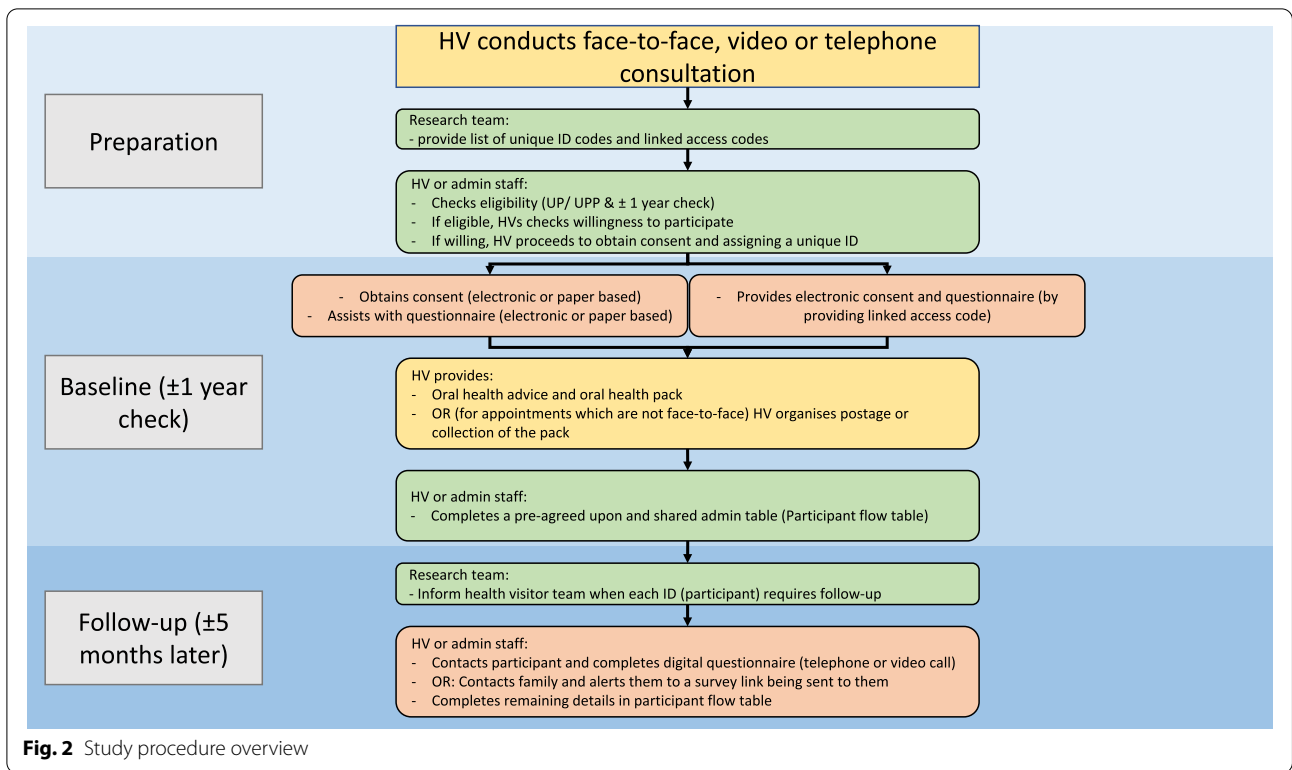 HV conducts face-to-face, video or telephone
consultation
Preparation
Research team:
- provide list of unique ID codes and linked access codes
HV or admin staff:
- Checks eligibility (UP/ UPP & ± 1 year check)
- If eligible, HVs checks willingness to participate
- If willing, HV proceeds to obtain consent and assigning a unique ID
- Obtains consent (electronic or paper based)
- Assists with questionnaire (electronic or paper based)
- Provides electronic consent and questionnaire (by
providing linked access code)
Baseline (±1 year
check)
HV provides:
- Oral health advice and oral health pack
- OR (for appointments which are not face-to-face) HV organises postage or
collection of the pack
HV or admin staff:
- Completes a pre-agreed upon and shared admin table (Participant flow table)
Follow-up (±5
months later)
Research team:
- Inform health visitor team when each ID (participant) requires follow-up
HV or admin staff:
- Contacts participant and completes digital questionnaire (telephone or video call)
- OR: Contacts family and alerts them to a survey link being sent to them
- Completes remaining details in participant flow table
Fig. 2 Study procedure overview